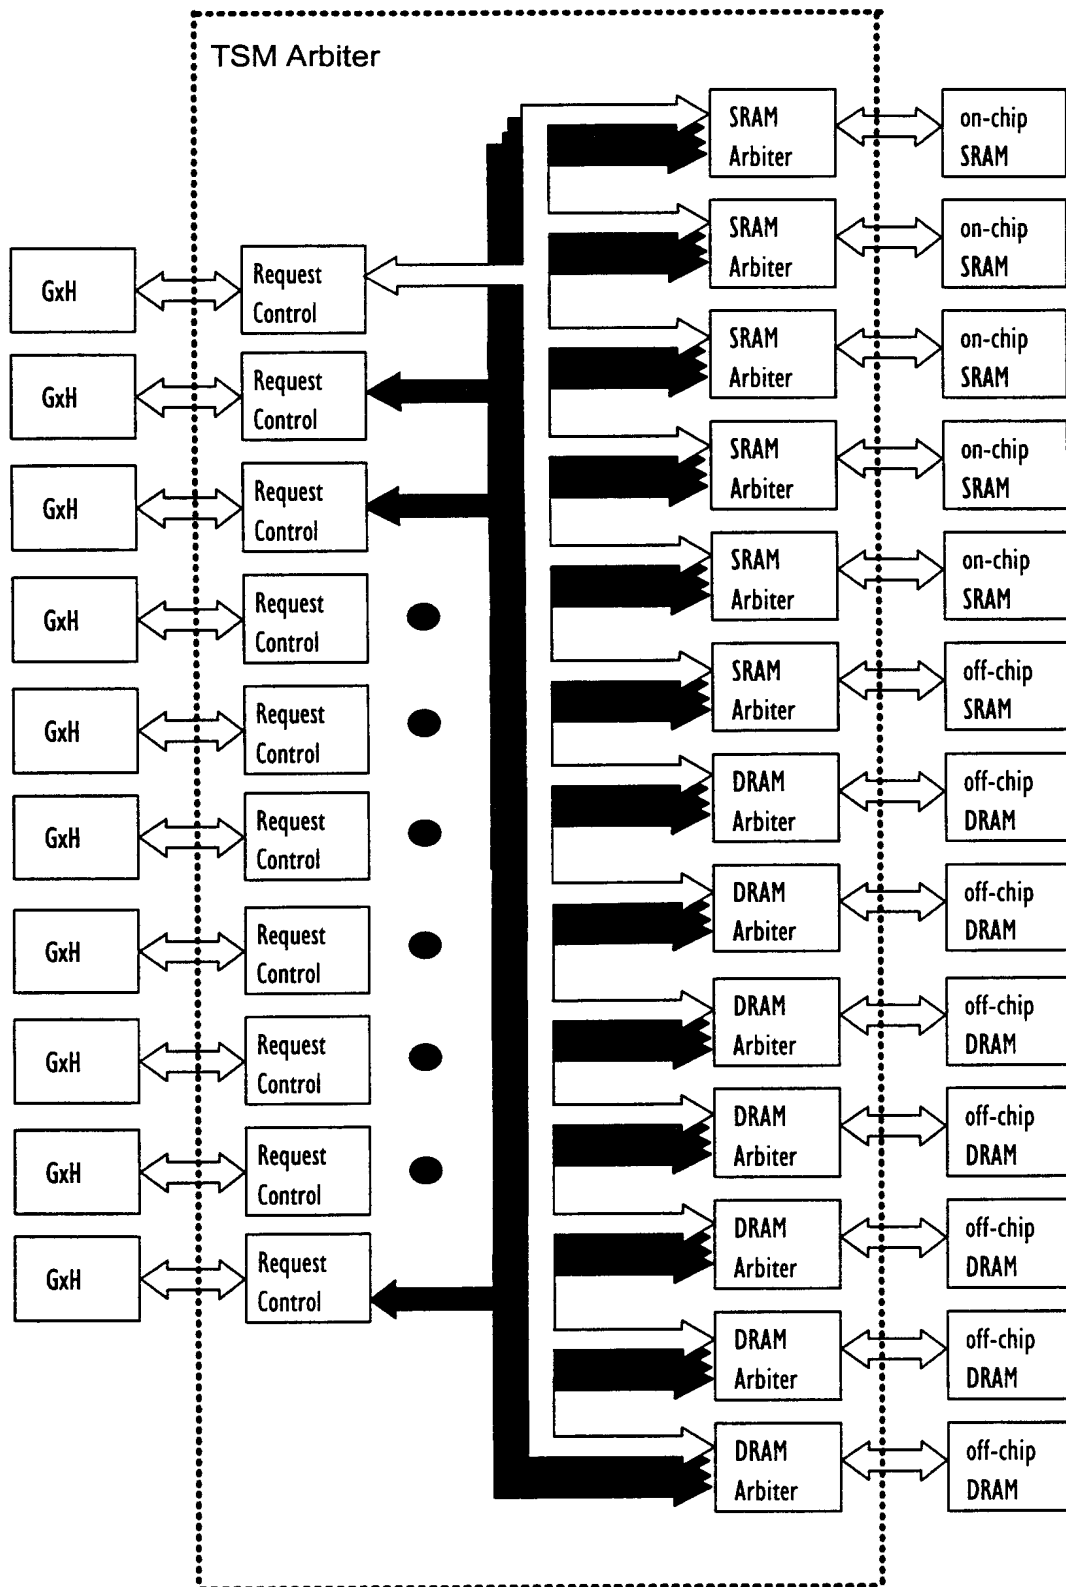 TSM Arbiter
SRAM
Arbiter
on-chip
SRAM
SRAM
Arbiter
on-chip
SRAM
GxH
Request
Control
SRAM
Arbiter
on-chip
SRAM
GxH
Request
Control
SRAM
Arbiter
on-chip
SRAM
GxH
Request
Control
SRAM
Arbiter
on-chip
SRAM
GxH
Request
Control
SRAM
Arbiter
off-chip
SRAM
GxH
Request
Control
DRAM
Arbiter
off-chip
DRAM
GxH
Request
Control
DRAM
Arbiter
off-chip
DRAM
GxH
Request
Control
DRAM
Arbiter
off-chip
DRAM
GxH
Request
Control
DRAM
Arbiter
off-chip
DRAM
GxH
Request
Control
DRAM
Arbiter
off-chip
DRAM
GxH
Request
Control
DRAM
Arbiter
off-chip
DRAM
DRAM
Arbiter
off-chip
DRAM